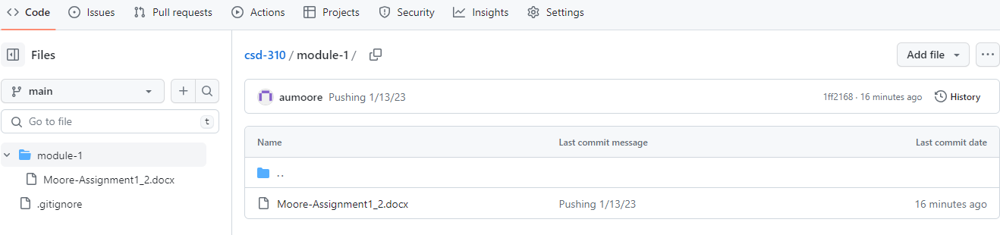 Code Issues Pull requests Actions Projects Security Insights Settings
Files
main
Go to file t
module-1
Moore-Assignment1_2.docx
.gitignore
csd-310 / module-1 /
Add file
aumoore Pushing 1/13/23 1ff2168 · 16 minutes ago History
Name Last commit message Last commit date
..
Moore-Assignment1_2.docx Pushing 1/13/23 16 minutes ago